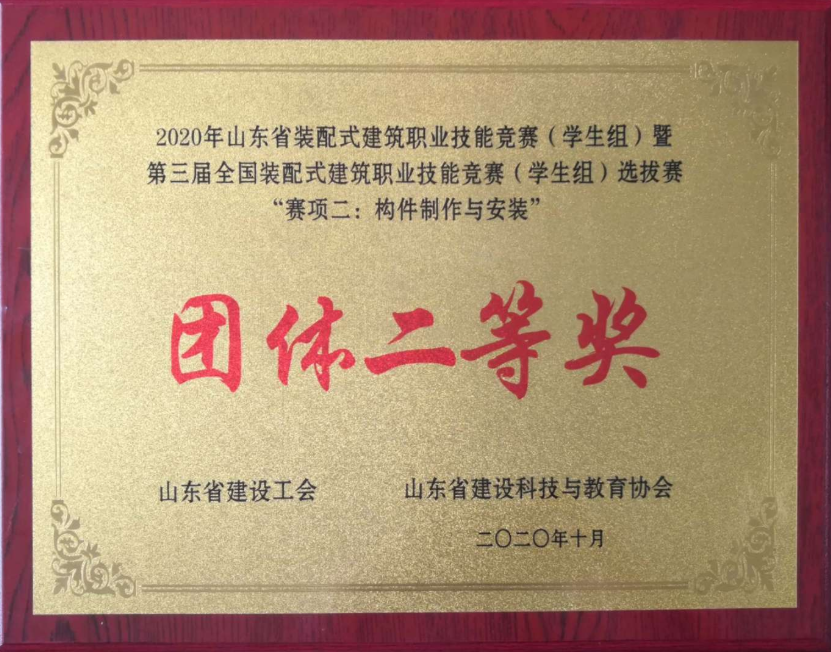 2020年山东省装配式建筑职业技能竞赛（学生组）暨
第三届全国装配式建筑职业技能竞赛（学生组）选拔赛
“赛项二：构件制作与安装”
团体二等奖
山东省建设工会 山东省建设科技与教育协会
二〇二〇年十月